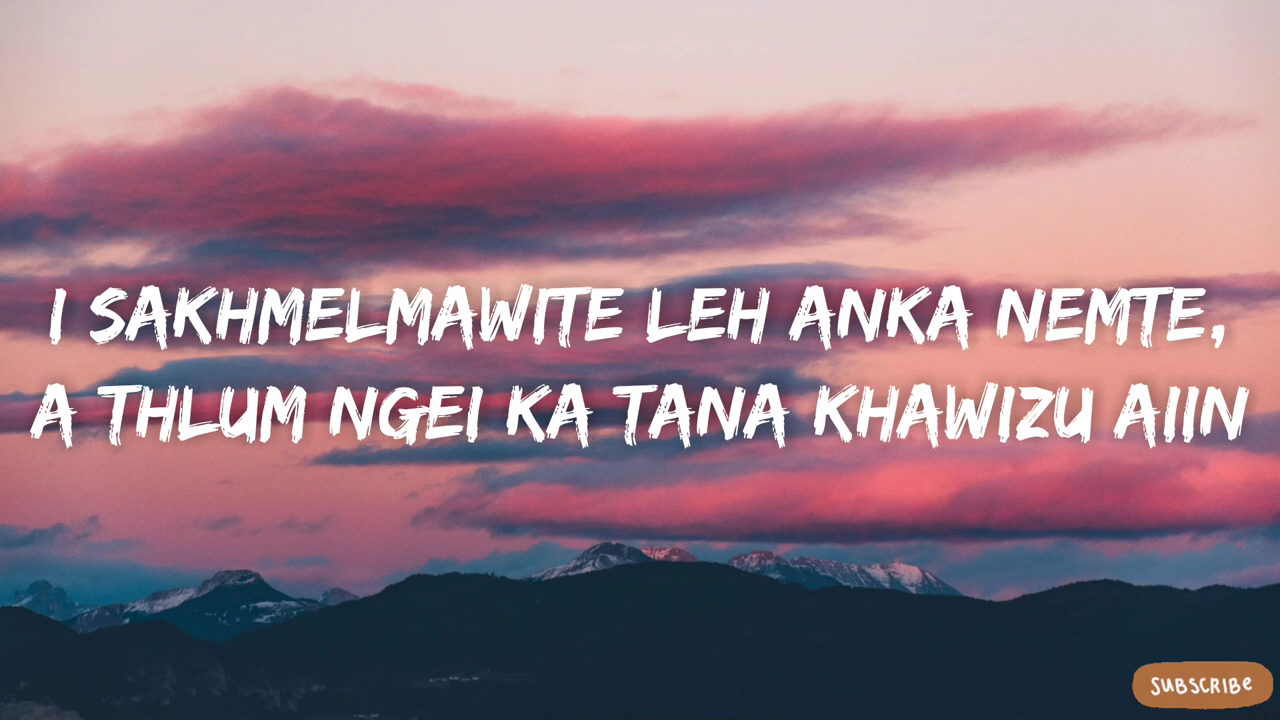 I SAKHMELMAWITE LEH ANKA NEMTE,
A THLUM NGEI KA TANA KHAWIZU AIIN
SUBSCRIBE